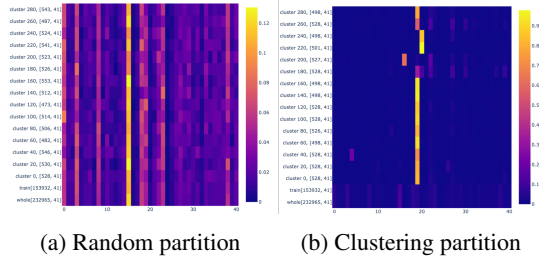 cluster 280, [543, 41]
cluster 260, [487, 41]
cluster 240, [524, 41]
cluster 220, [541, 41]
cluster 200, [523, 41]
cluster 180, [526, 41]
cluster 160, [553, 41]
cluster 140, [512, 41]
cluster 120, [473, 41]
cluster 100, [514, 41]
cluster 80, [506, 41]
cluster 60, [482, 41]
cluster 40, [546, 41]
cluster 20, [530, 41]
cluster 0, [528, 41]
train[153932, 41]
whole[232965, 41]
0 10 20 30 40
0.12
0.1
0.08
0.06
0.04
0.02
0
(a) Random partition
cluster 280, [498, 41]
cluster 260, [528, 41]
cluster 240, [498, 41]
cluster 220, [501, 41]
cluster 200, [527, 41]
cluster 180, [528, 41]
cluster 160, [498, 41]
cluster 140, [498, 41]
cluster 120, [528, 41]
cluster 100, [528, 41]
cluster 80, [526, 41]
cluster 60, [498, 41]
cluster 40, [528, 41]
cluster 20, [528, 41]
cluster 0, [528, 41]
train[153932, 41]
whole[232965, 41]
0 10 20 30 40
0.9
0.8
0.7
0.6
0.5
0.4
0.3
0.2
0.1
0
(b) Clustering partition